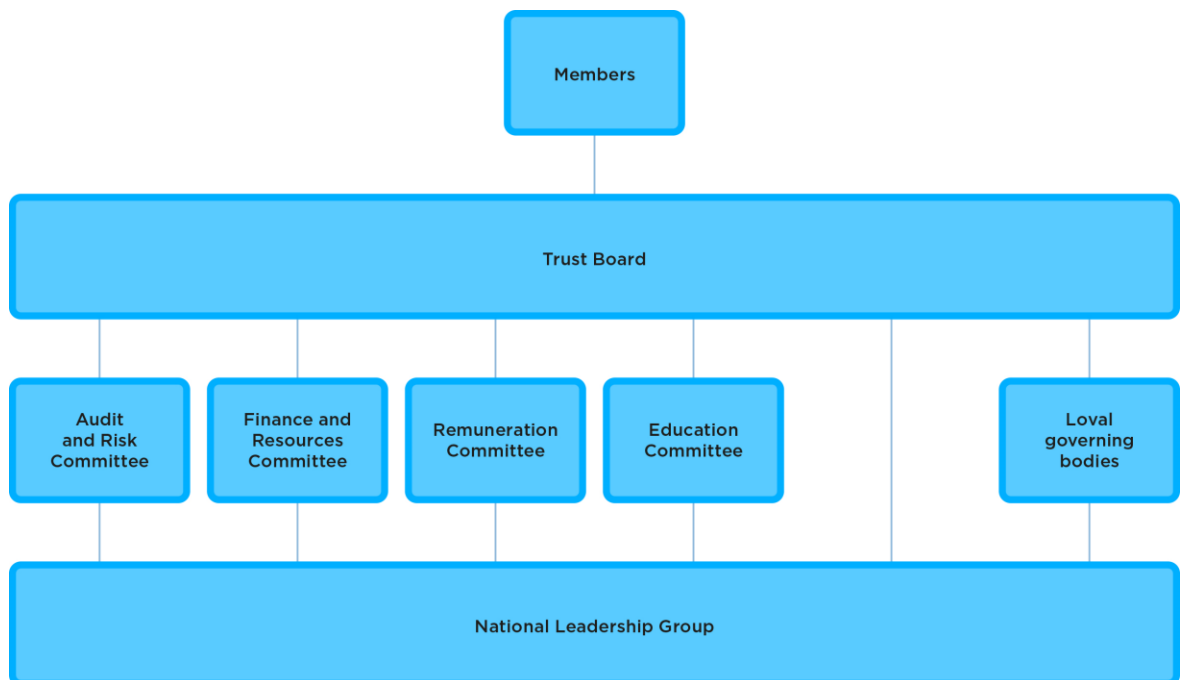 Members
Trust Board
Audit
and Risk
Committee
Finance and
Resources
Committee
Remuneration
Committee
Education
Committee
Loval
governing
bodies
National Leadership Group